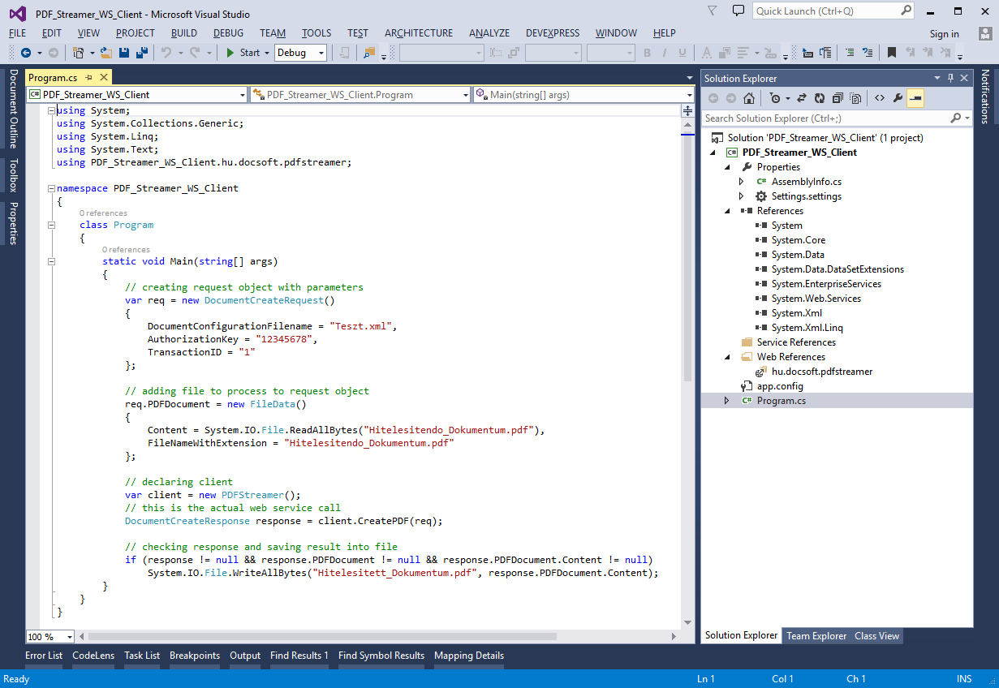 PDF_Streamer_WS_Client - Microsoft Visual Studio
Quick Launch (Ctrl+Q)
FILE EDIT VIEW PROJECT BUILD DEBUG TEAM TOOLS TEST ARCHITECTURE ANALYZE DEVEXPRESS WINDOW HELP Sign in
Start Debug
Document Outline
Toolbox
Properties
Program.cs
PDF_Streamer_WS_Client PDF_Streamer_WS_Client.Program Main(string[] args)
using System;
using System.Collections.Generic;
using System.Linq;
using System.Text;
using PDF_Streamer_WS_Client.hu.docsoft.pdfstreamer;
namespace PDF_Streamer_WS_Client
{
0 references
class Program
{
0 references
static void Main(string[] args)
{
// creating request object with parameters
var req = new DocumentCreateRequest()
{
DocumentConfigurationFilename = "Teszt.xml",
AuthorizationKey = "12345678",
TransactionID = "1"
};
// adding file to process to request object
req.PDFDocument = new FileData()
{
Content = System.IO.File.ReadAllBytes("Hitelesitendo_Dokumentum.pdf"),
FileNameWithExtension = "Hitelesitendo_Dokumentum.pdf"
};
// declaring client
var client = new PDFStreamer();
// this is the actual web service call
DocumentCreateResponse response = client.CreatePDF(req);
// checking response and saving result into file
if (response != null && response.PDFDocument != null && response.PDFDocument.Content != null)
System.IO.File.WriteAllBytes("Hitelesitett_Dokumentum.pdf", response.PDFDocument.Content);
}
}
}
100 %
Solution Explorer
Search Solution Explorer (Ctrl+;)
Solution 'PDF_Streamer_WS_Client' (1 project)
C# PDF_Streamer_WS_Client
Properties
C# AssemblyInfo.cs
Settings.settings
References
System
System.Core
System.Data
System.Data.DataSetExtensions
System.EnterpriseServices
System.Web.Services
System.Xml
System.Xml.Linq
Service References
Web References
hu.docsoft.pdfstreamer
app.config
C# Program.cs
Solution Explorer Team Explorer Class View
Notifications
Error List CodeLens Task List Breakpoints Output Find Results 1 Find Symbol Results Mapping Details
Ready Ln 1 Col 1 Ch 1 INS